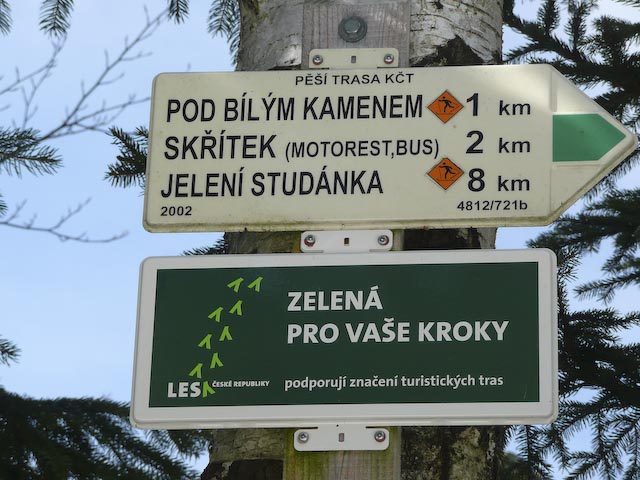 PĚŠÍ TRASA KČT
POD BÍLÝM KAMENEM 1 km
SKŘÍTEK (MOTOREST,BUS) 2 km
JELENÍ STUDÁNKA 8 km
2002 4812/721b
ZELENÁ
PRO VAŠE KROKY
LESY ČESKÉ REPUBLIKY podporují značení turistických tras